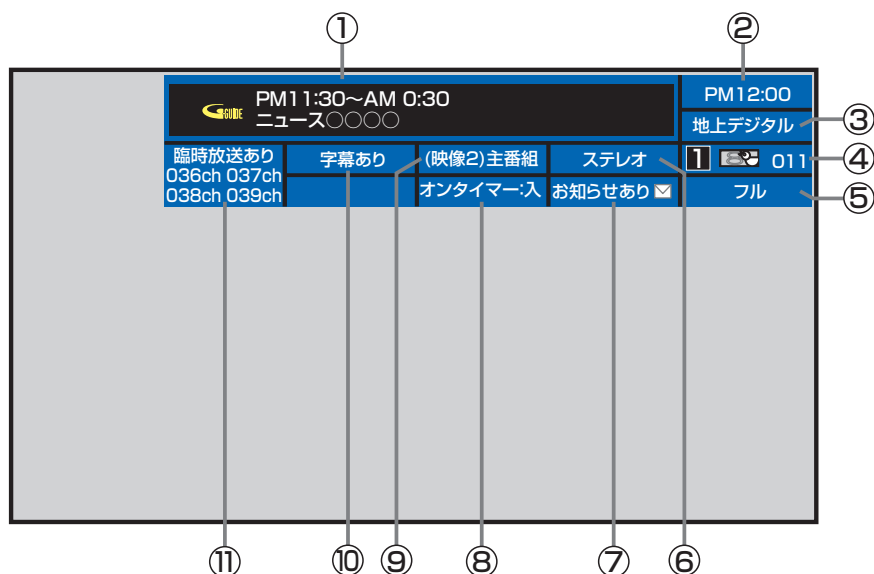 ① ②
GGUIDE
PM11:30～AM 0:30
ニュース○○○○
PM12:00
地上デジタル
③
臨時放送あり
036ch 037ch
038ch 039ch
字幕あり
(映像2)主番組
ステレオ
1 011
④
オンタイマー:入
お知らせあり
フル
⑤
⑪ ⑩ ⑨ ⑧ ⑦ ⑥